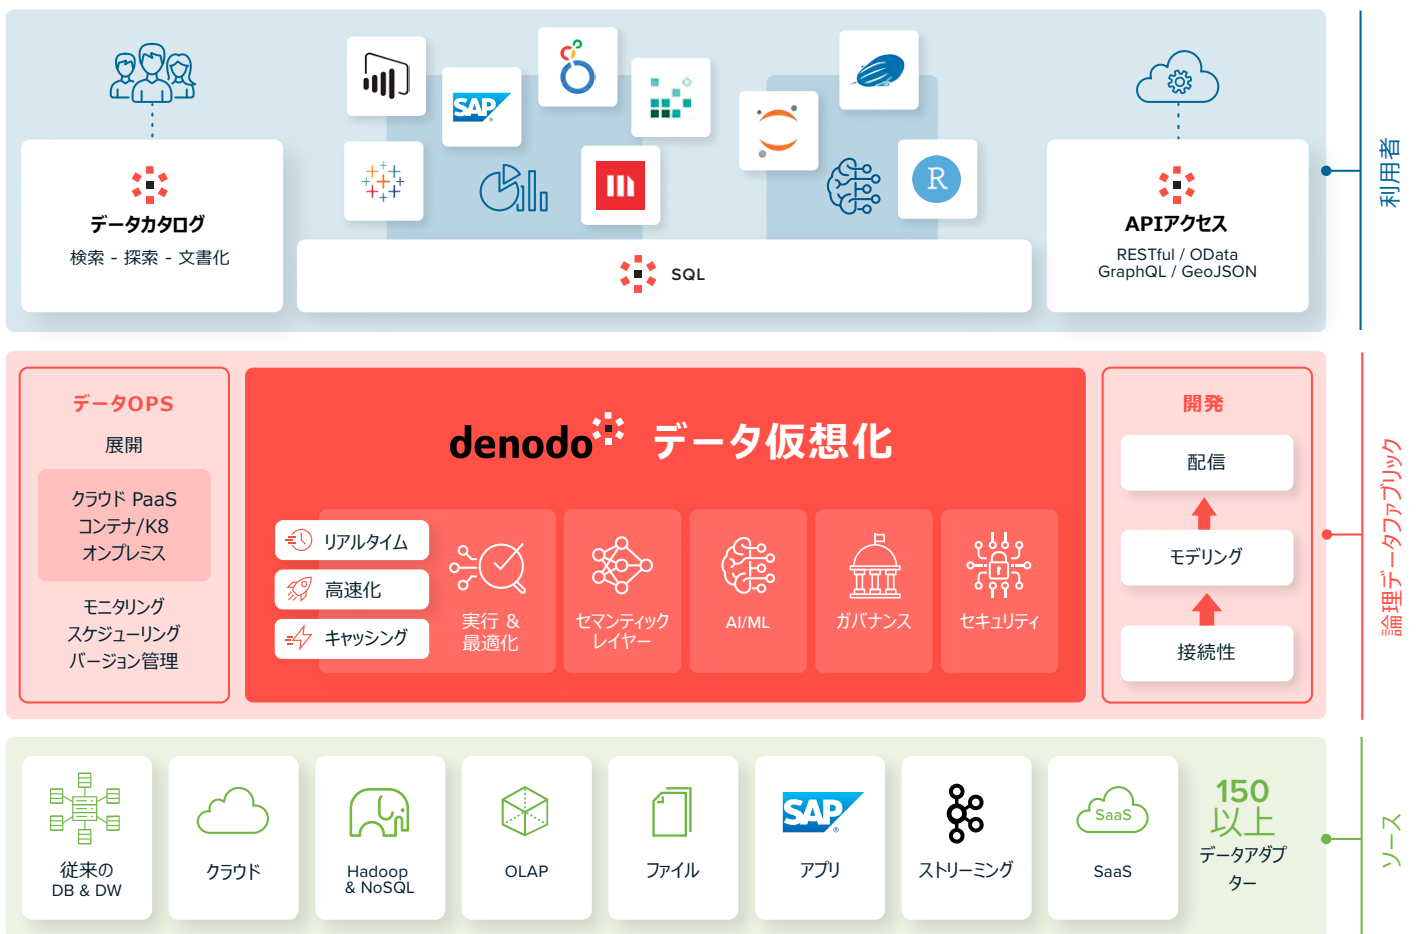 SAP
R
データカタログ
検索 - 探索 - 文書化
SQL
APIアクセス
RESTful / OData
GraphQL / GeoJSON
利用者
データOPS
展開
クラウド PaaS
コンテナ/K8
オンプレミス
モニタリング
スケジューリング
バージョン管理
denodo データ仮想化
リアルタイム
高速化
キャッシング
実行 &
最適化
セマンティック
レイヤー
AI/ML
ガバナンス
セキュリティ
開発
配信
モデリング
接続性
論理データファブリック
従来の
DB & DW
クラウド
Hadoop
& NoSQL
OLAP
ファイル
SAP
アプリ
ストリーミング
SaaS
SaaS
150
以上
データアダプ
ター
ソース